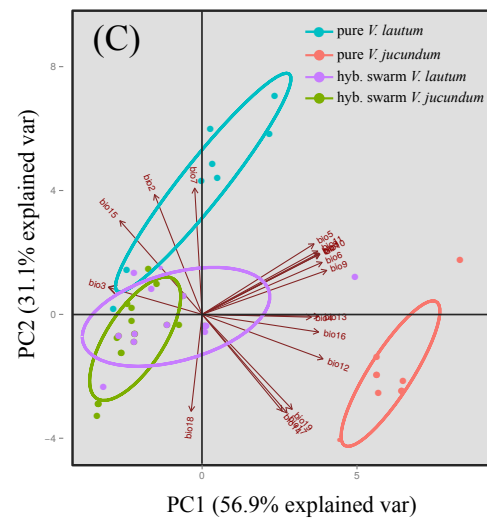 (C)
pure V. lautum
pure V. jucundum
hyb. swarm V. lautum
hyb. swarm V. jucundum
8
4
0
−4
PC2 (31.1% explained var)
bio7
bio2
bio15
bio3
bio5
bio6
bio9
bio13
bio16
bio12
bio19
bio18
0
5
PC1 (56.9% explained var)